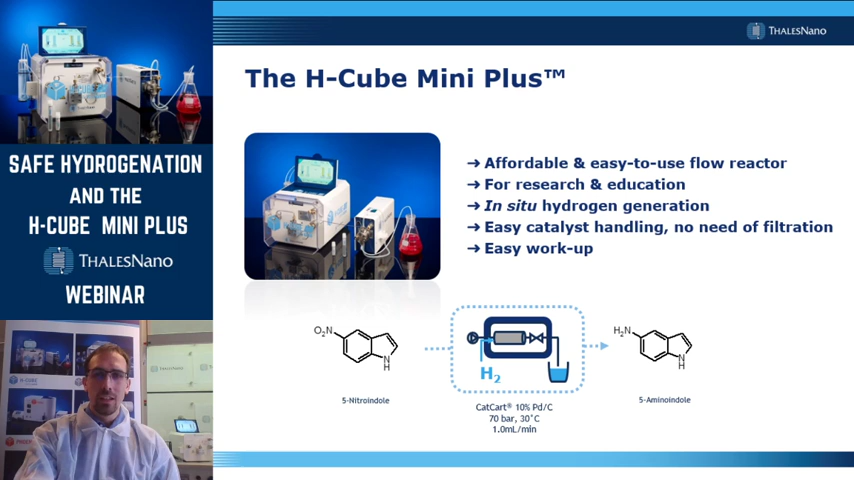 SAFE HYDROGENATION
AND THE
H-CUBE MINI PLUS
THALESNANO
WEBINAR
THALESNANO
The H-Cube Mini Plus™
➔ Affordable & easy-to-use flow reactor
➔ For research & education
➔ In situ hydrogen generation
➔ Easy catalyst handling, no need of filtration
➔ Easy work-up
O₂N
N
H
5-Nitroindole
H₂
CatCart® 10% Pd/C
70 bar, 30°C
1.0mL/min
H₂N
N
H
5-Aminoindole
H-CUBE